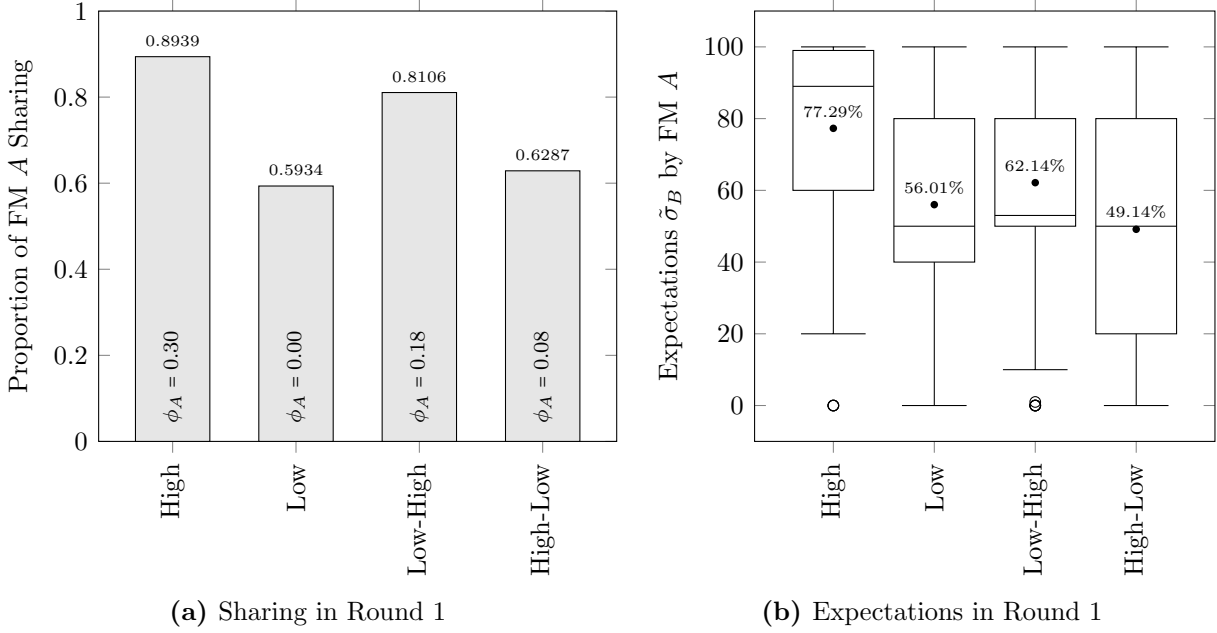 Proportion of FM A Sharing
1
0.8
0.6
0.4
0.2
0
0.8939
0.5934
0.8106
0.6287
ϕA = 0.30
ϕA = 0.00
ϕA = 0.18
ϕA = 0.08
High
Low
Low-High
High-Low
(a) Sharing in Round 1
Expectations σ̃B by FM A
100
80
60
40
20
0
77.29%
56.01%
62.14%
49.14%
High
Low
Low-High
High-Low
(b) Expectations in Round 1